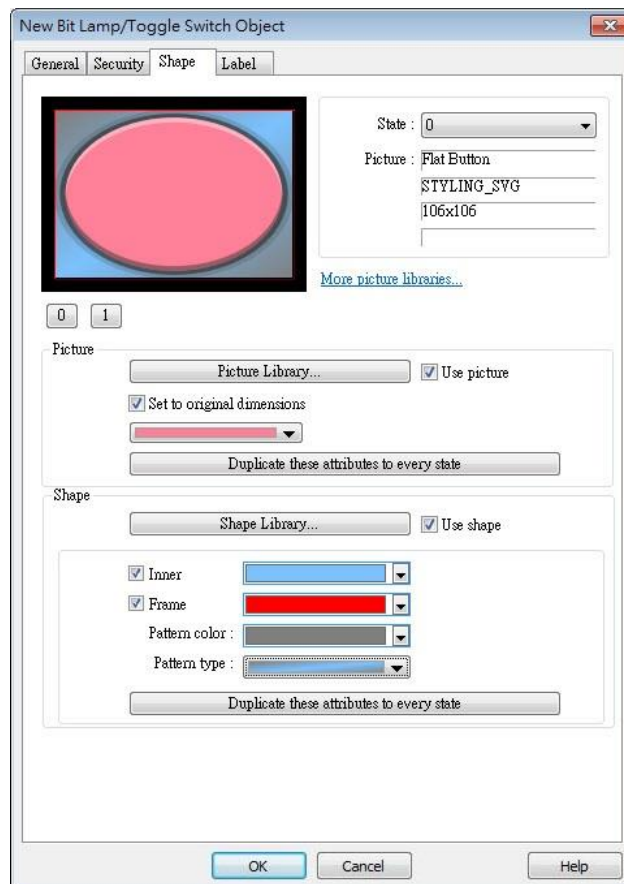 New Bit Lamp/Toggle Switch Object
General Security Shape Label
State : 0
Picture : Flat Button
STYLING_SVG
106x106
More picture libraries...
0 1
Picture
Picture Library... Use picture
Set to original dimensions
Duplicate these attributes to every state
Shape
Shape Library... Use shape
Inner
Frame
Pattern color :
Pattern type :
Duplicate these attributes to every state
OK Cancel Help